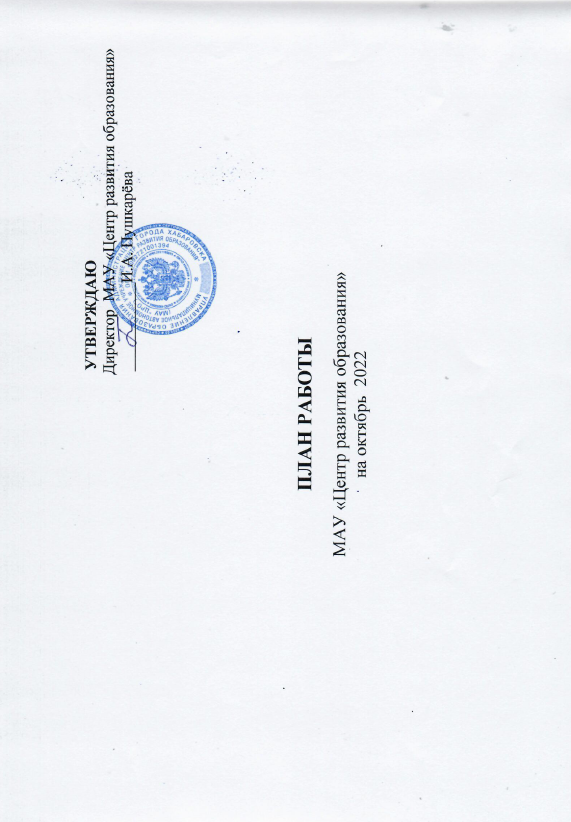 УТВЕРЖДАЮ
Директор МАУ «Центр развития образования»
И.А. Пушкарёва
ПЛАН РАБОТЫ
МАУ «Центр развития образования»
на октябрь 2022